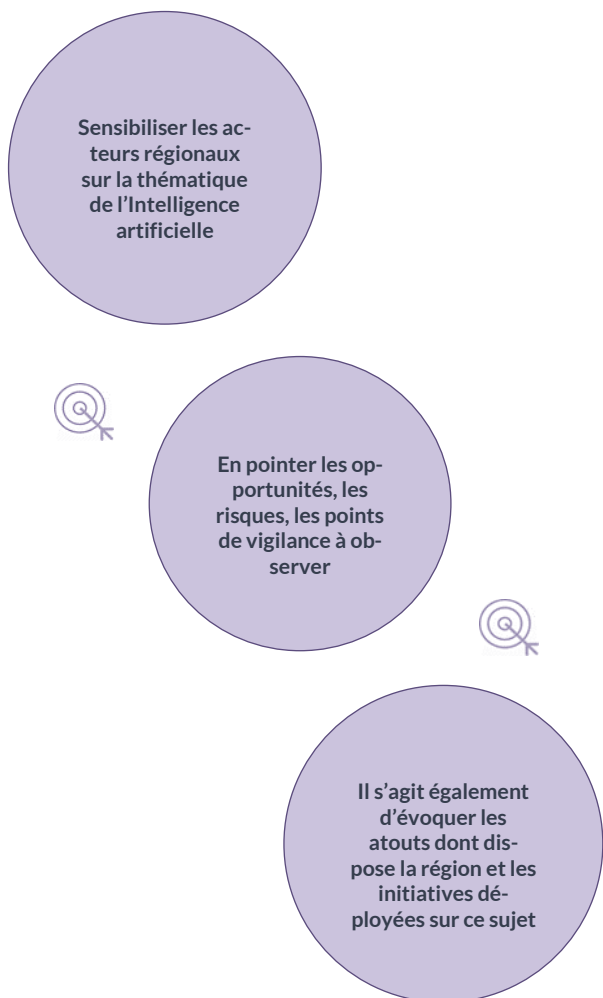 Sensibiliser les ac-
teurs régionaux
sur la thématique
de l’Intelligence
artificielle
En pointer les op-
portunités, les
risques, les points
de vigilance à ob-
server
Il s’agit également
d’évoquer les
atouts dont dis-
pose la région et les
initiatives dé-
ployées sur ce sujet